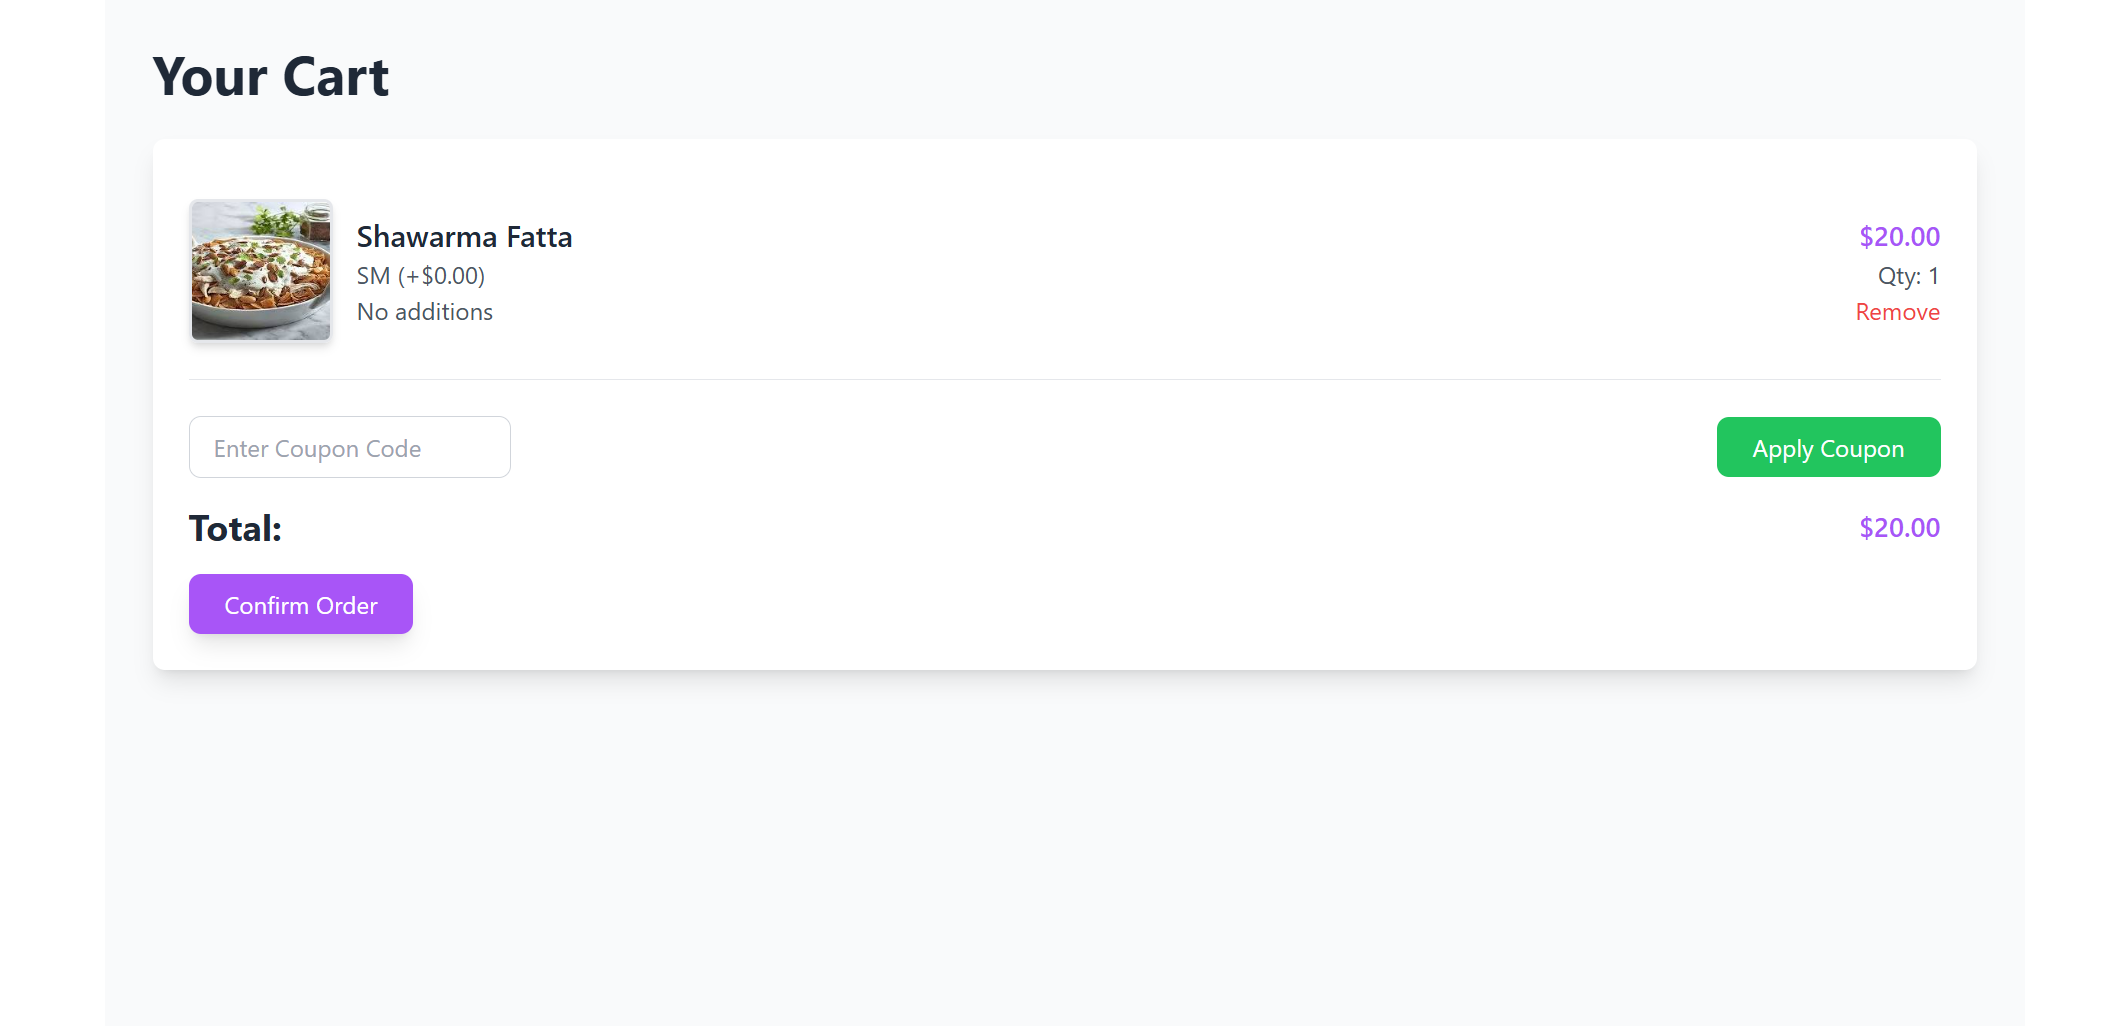 Your Cart
Shawarma Fatta
$20.00
SM (+$0.00)
Qty: 1
No additions
Remove
Enter Coupon Code
Apply Coupon
Total:
$20.00
Confirm Order